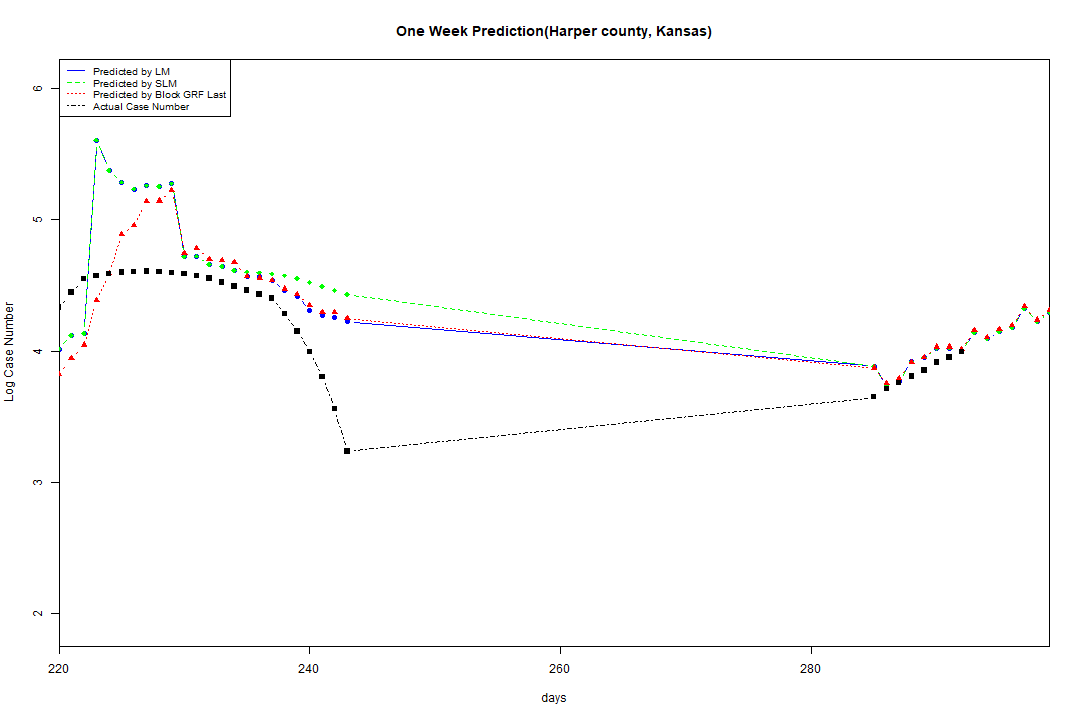 One Week Prediction(Harper county, Kansas)
Predicted by LM
Predicted by SLM
Predicted by Block GRF Last
Actual Case Number
Log Case Number
6
5
4
3
2
220 240 260 280
days